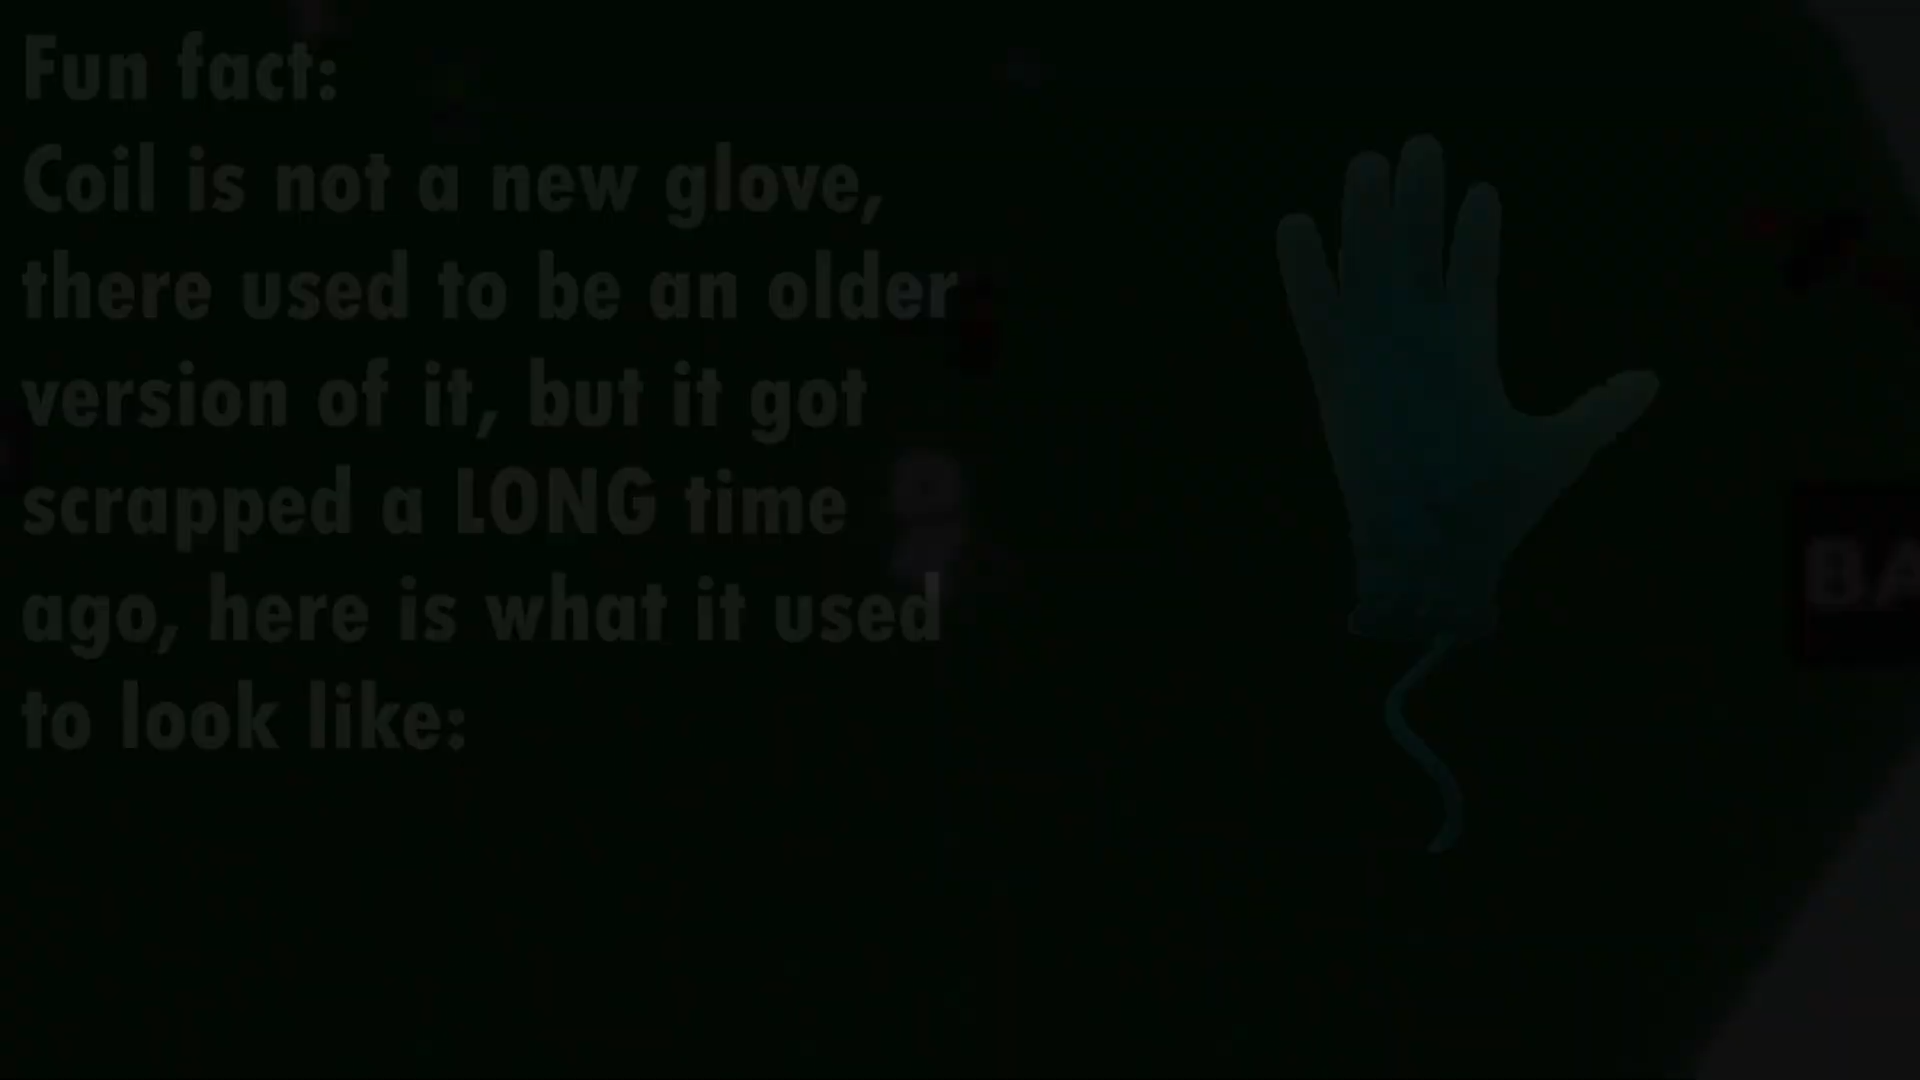 Fun fact:
Coil is not a new glove,
there used to be an older
version of it, but it got
scrapped a LONG time
ago, here is what it used
to look like:
BA